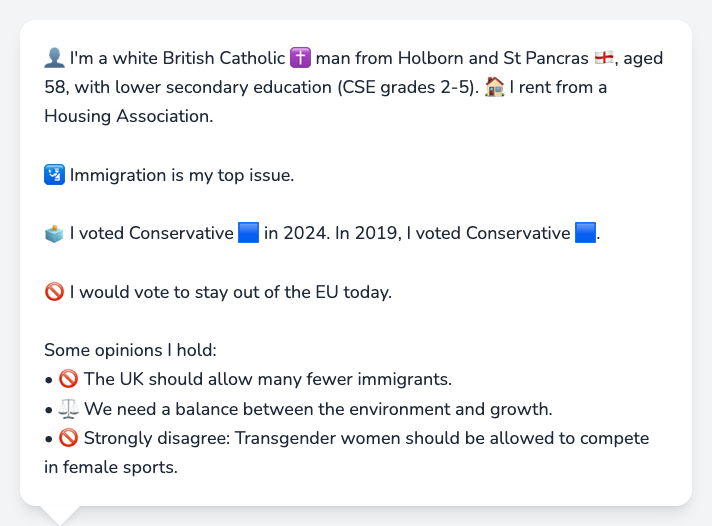 👤 I'm a white British Catholic ✝️ man from Holborn and St Pancras 🏴󠁧󠁢󠁥󠁮󠁧󠁿, aged
58, with lower secondary education (CSE grades 2-5). 🏠 I rent from a
Housing Association.
🛂 Immigration is my top issue.
🗳️ I voted Conservative 🟦 in 2024. In 2019, I voted Conservative 🟦.
🚫 I would vote to stay out of the EU today.
Some opinions I hold:
• 🚫 The UK should allow many fewer immigrants.
• ⚖️ We need a balance between the environment and growth.
• 🚫 Strongly disagree: Transgender women should be allowed to compete
in female sports.